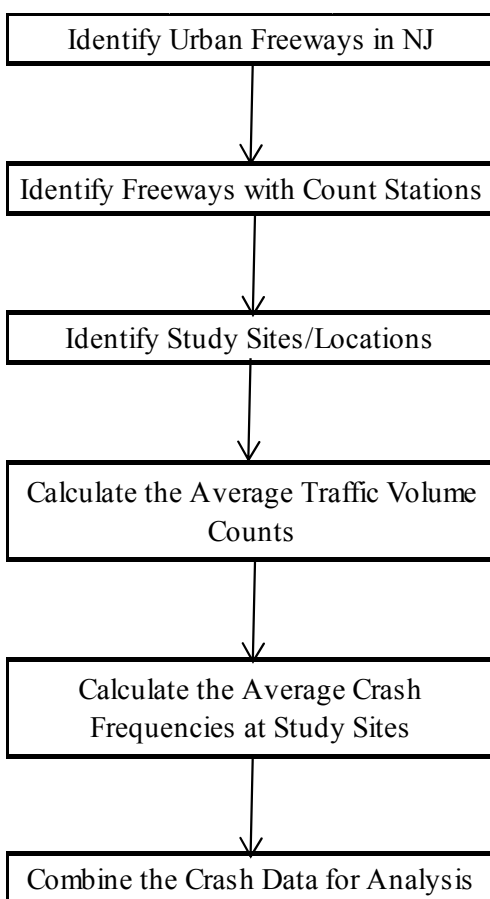 Identify Urban Freeways in NJ
Identify Freeways with Count Stations
Identify Study Sites/Locations
Calculate the Average Traffic Volume
Counts
Calculate the Average Crash
Frequencies at Study Sites
Combine the Crash Data for Analysis